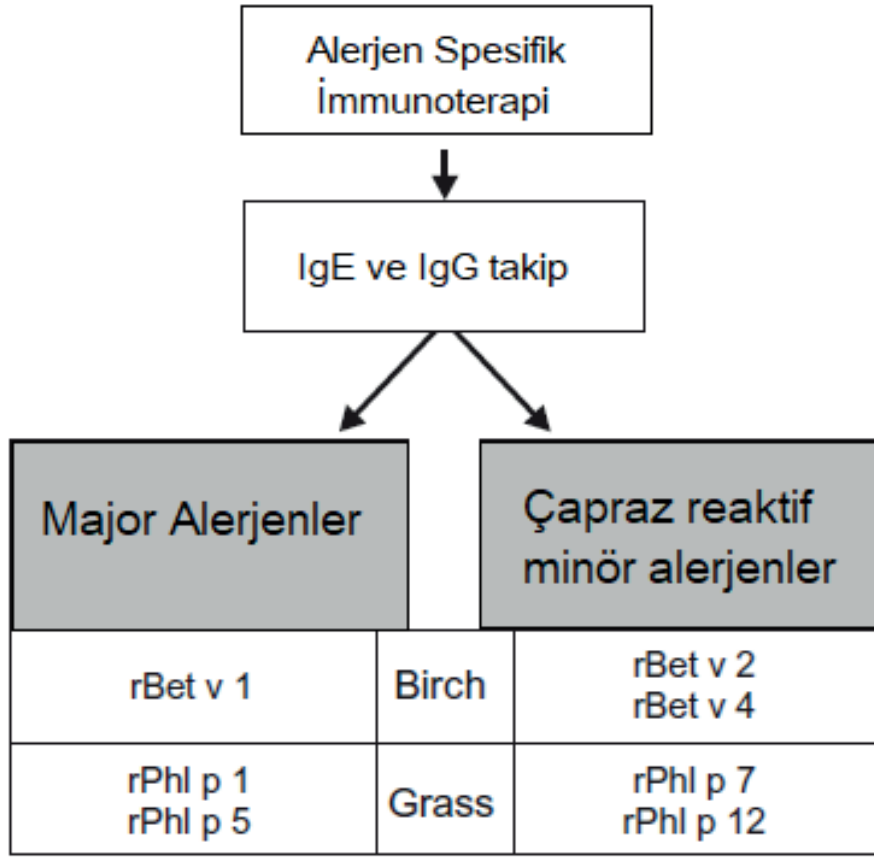 Alerjen Spesifik
İmmunoterapi
IgE ve IgG takip
Major Alerjenler
Çapraz reaktif
minör alerjenler
rBet v 1
Birch
rBet v 2
rBet v 4
rPhl p 1
rPhl p 5
Grass
rPhl p 7
rPhl p 12